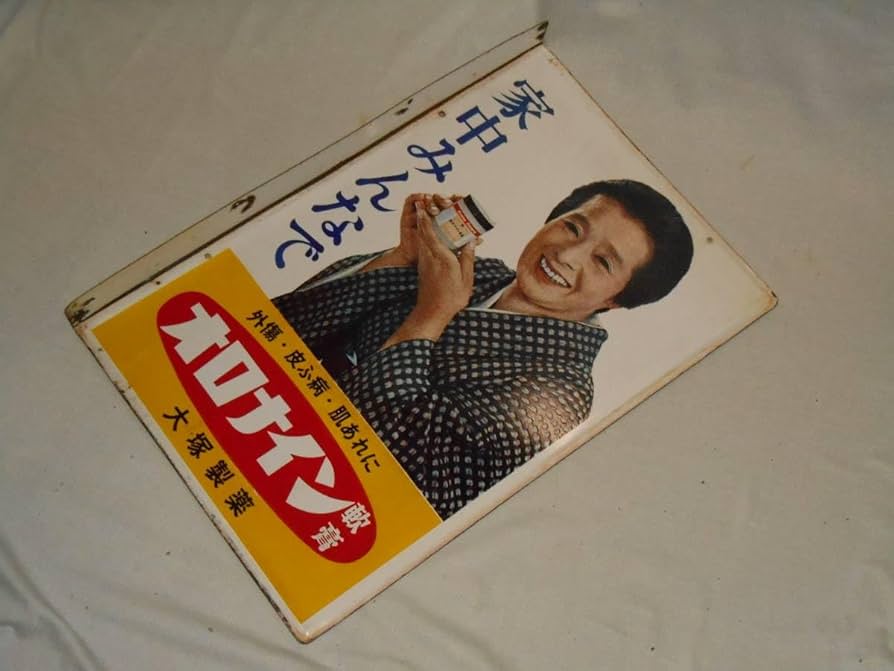 家中みんなで
外傷・皮ふ病・肌あれに
オロナイン軟膏
大塚製薬